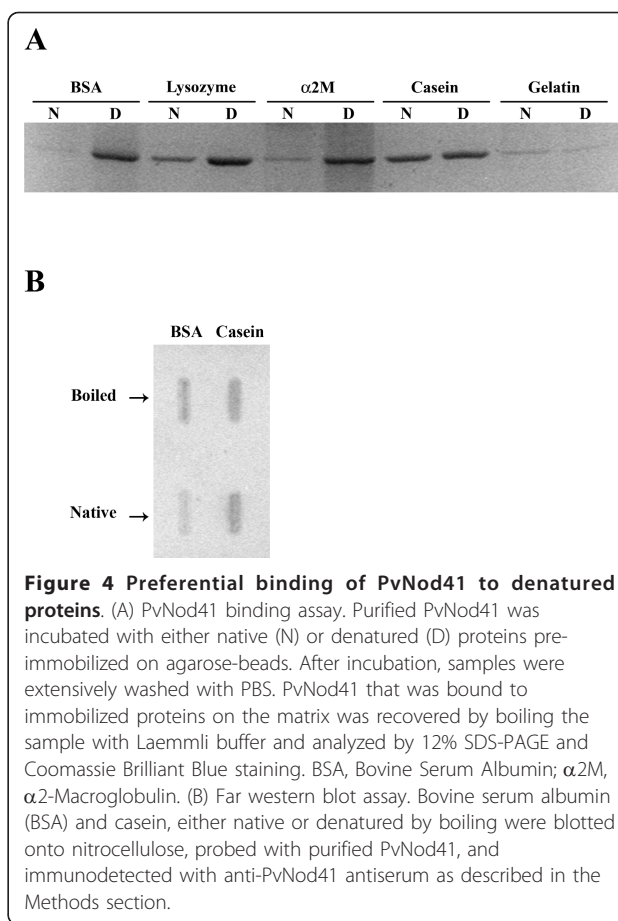 A
BSA Lysozyme α2M Casein Gelatin
N D N D N D N D N D
B
BSA Casein
Boiled →
Native →
Figure 4 Preferential binding of PvNod41 to denatured
proteins. (A) PvNod41 binding assay. Purified PvNod41 was
incubated with either native (N) or denatured (D) proteins pre-
immobilized on agarose-beads. After incubation, samples were
extensively washed with PBS. PvNod41 that was bound to
immobilized proteins on the matrix was recovered by boiling the
sample with Laemmli buffer and analyzed by 12% SDS-PAGE and
Coomassie Brilliant Blue staining. BSA, Bovine Serum Albumin; α2M,
α2-Macroglobulin. (B) Far western blot assay. Bovine serum albumin
(BSA) and casein, either native or denatured by boiling were blotted
onto nitrocellulose, probed with purified PvNod41, and
immunodetected with anti-PvNod41 antiserum as described in the
Methods section.